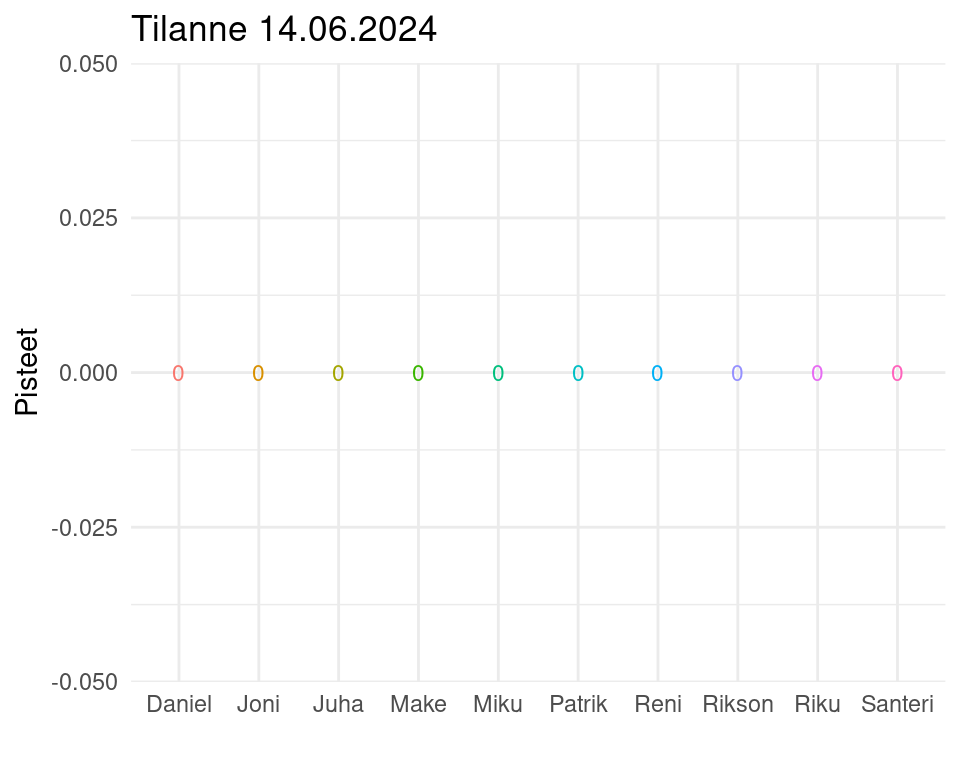 Tilanne 14.06.2024
0.050
0.025
0.000
-0.025
-0.050
Pisteet
0 0 0 0 0 0 0 0 0 0
Daniel Joni Juha Make Miku Patrik Reni Rikson Riku Santeri